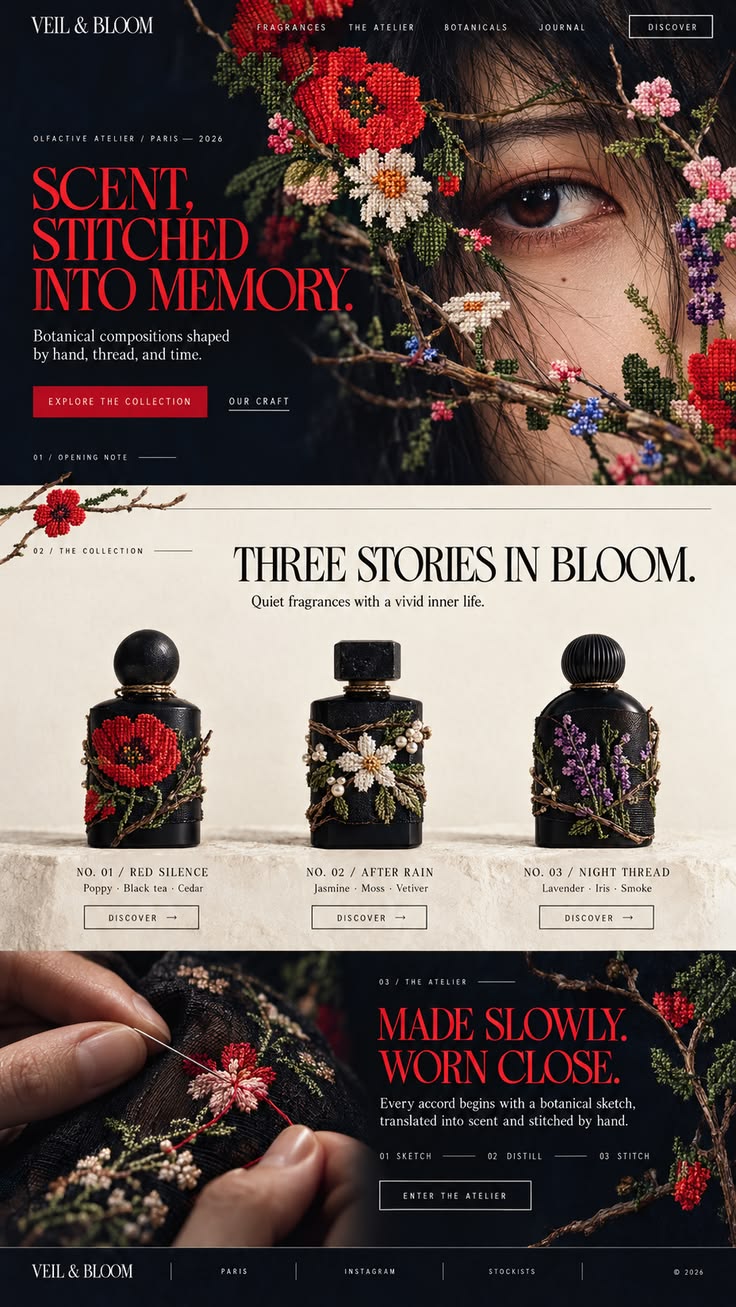 VEIL & BLOOM
FRAGRANCES THE ATELIER BOTANICALS JOURNAL DISCOVER
OLFACTIVE ATELIER / PARIS — 2026
SCENT,
STITCHED
INTO MEMORY.
Botanical compositions shaped
by hand, thread, and time.
EXPLORE THE COLLECTION OUR CRAFT
01 / OPENING NOTE
02 / THE COLLECTION
THREE STORIES IN BLOOM.
Quiet fragrances with a vivid inner life.
NO. 01 / RED SILENCE
Poppy · Black tea · Cedar
DISCOVER →
NO. 02 / AFTER RAIN
Jasmine · Moss · Vetiver
DISCOVER →
NO. 03 / NIGHT THREAD
Lavender · Iris · Smoke
DISCOVER →
03 / THE ATELIER
MADE SLOWLY.
WORN CLOSE.
Every accord begins with a botanical sketch,
translated into scent and stitched by hand.
01 SKETCH 02 DISTILL 03 STITCH
ENTER THE ATELIER
VEIL & BLOOM PARIS INSTAGRAM STOCKISTS © 2026